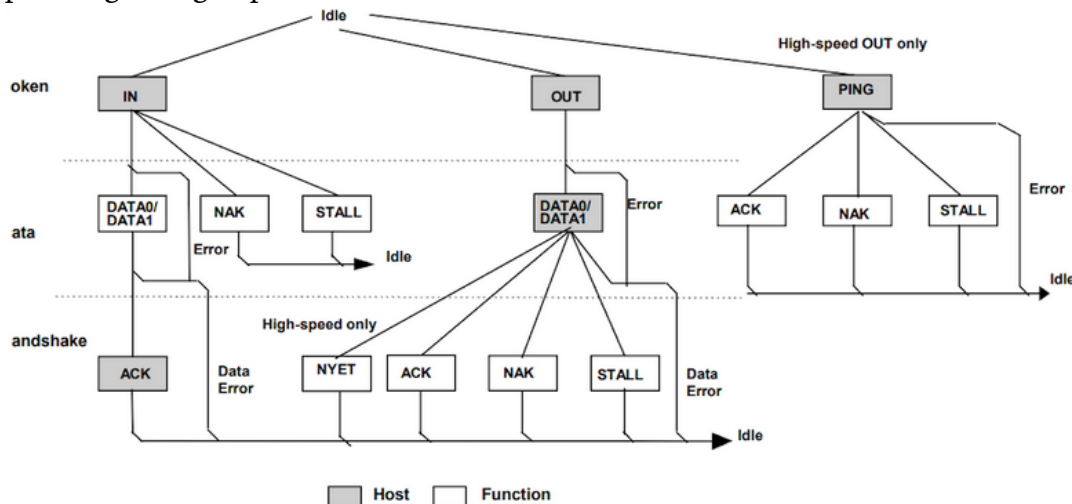 Idle
High-speed OUT only
oken
IN
OUT
PING
DATA0/
DATA1
NAK
STALL
DATA0/
DATA1
Error
ACK
NAK
STALL
Error
ata
Error
Idle
Idle
High-speed only
andshake
ACK
Data
Error
NYET
ACK
NAK
STALL
Data
Error
Idle
Host
Function